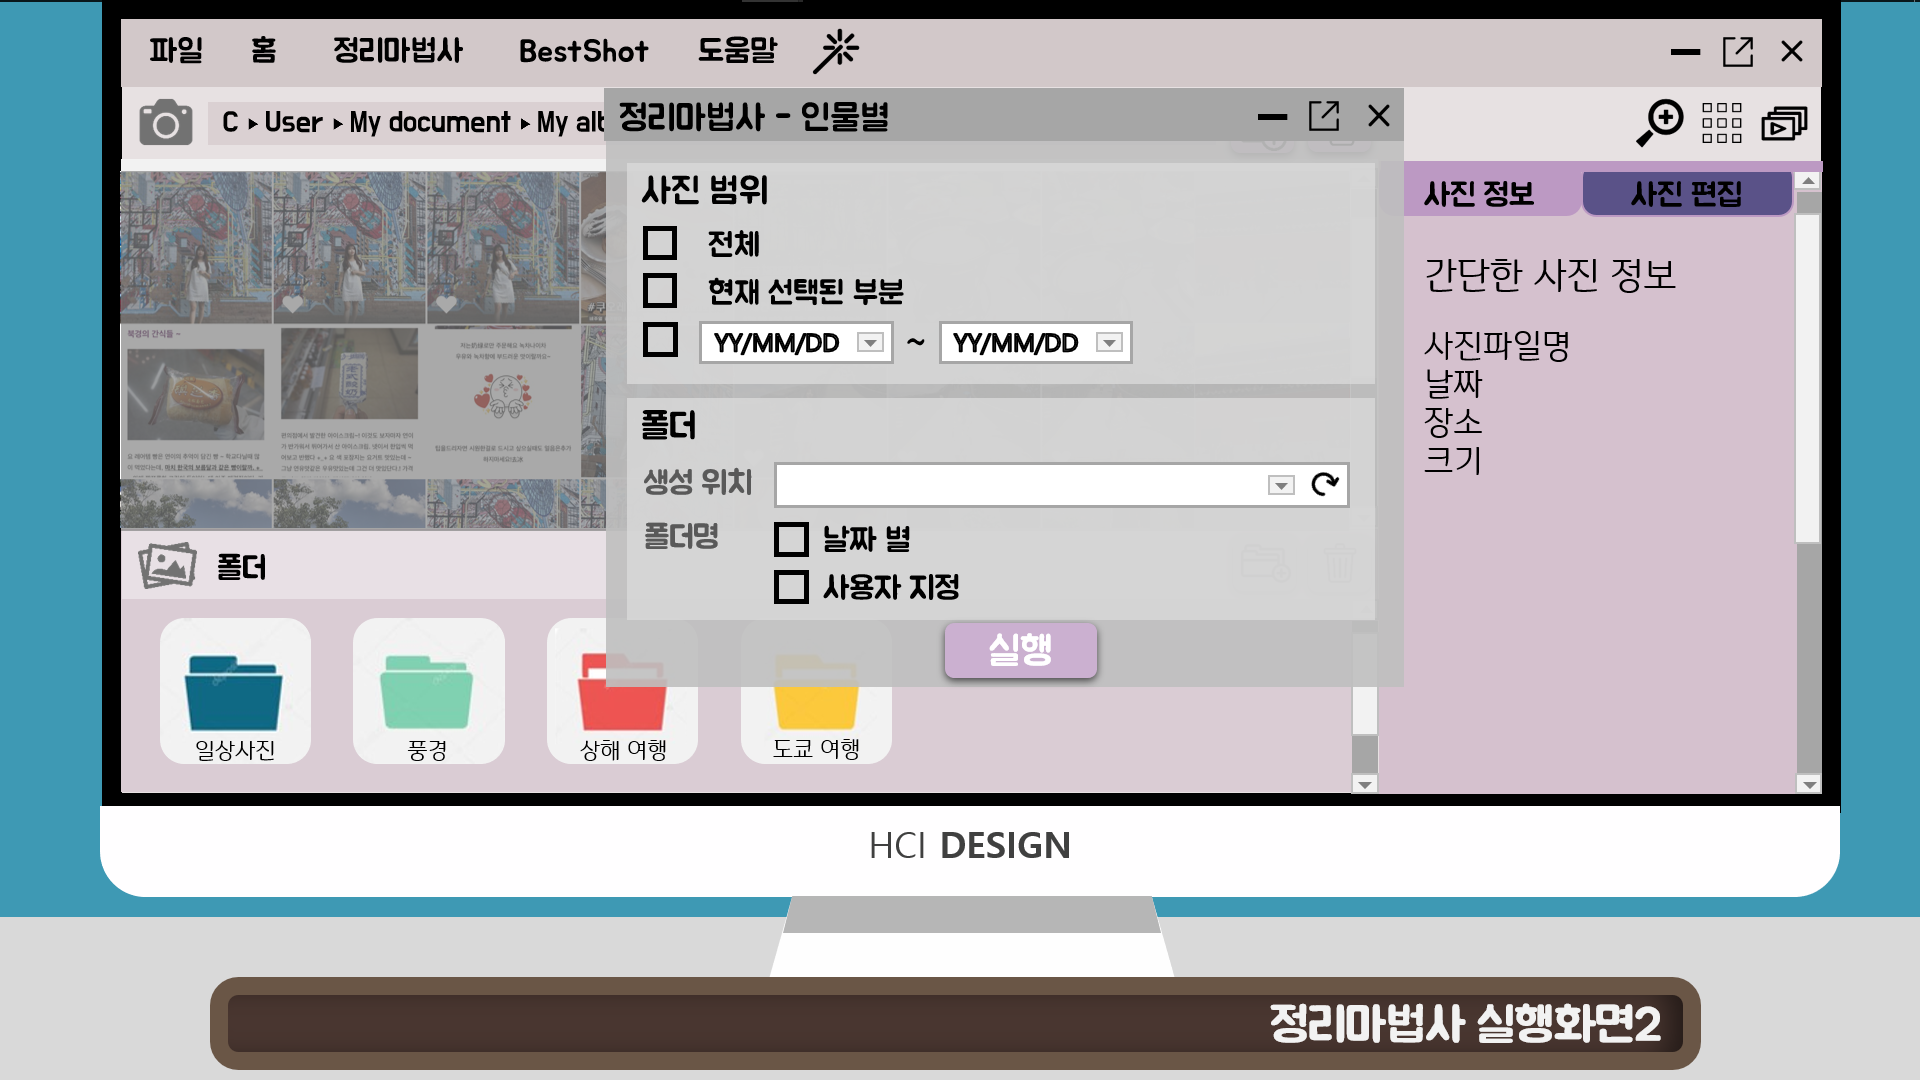 파일 홈 정리마법사 BestShot 도움말
C ▸ User ▸ My document ▸ My alb
정리마법사 - 인물별
사진 범위
전체
현재 선택된 부분
YY/MM/DD ~ YY/MM/DD
폴더
생성 위치
폴더명 날짜 별
사용자 지정
실행
사진 정보 사진 편집
간단한 사진 정보
사진파일명
날짜
장소
크기
북경의 간식들 ~
폴더
일상사진 풍경 상해 여행 도쿄 여행
HCI DESIGN
정리마법사 실행화면2